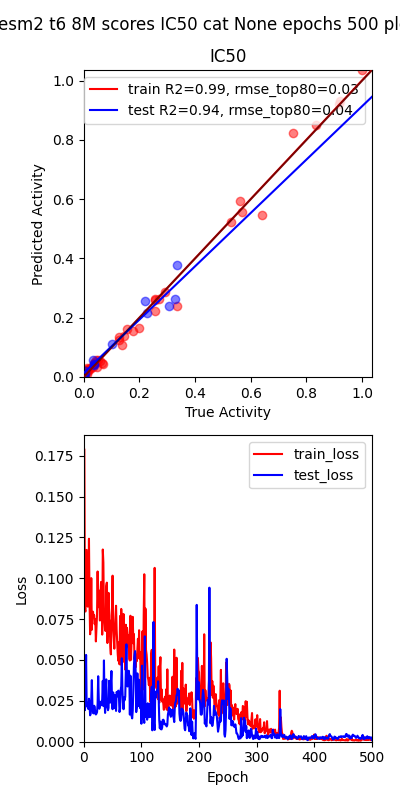 esm2 t6 8M scores IC50 cat None epochs 500
IC50
train R2=0.99, rmse_top80=0.03
test R2=0.94, rmse_top80=0.04
Predicted Activity
1.0
0.8
0.6
0.4
0.2
0.0
0.0 0.2 0.4 0.6 0.8 1.0
True Activity
train_loss
test_loss
Loss
0.175
0.150
0.125
0.100
0.075
0.050
0.025
0.000
0 100 200 300 400 500
Epoch